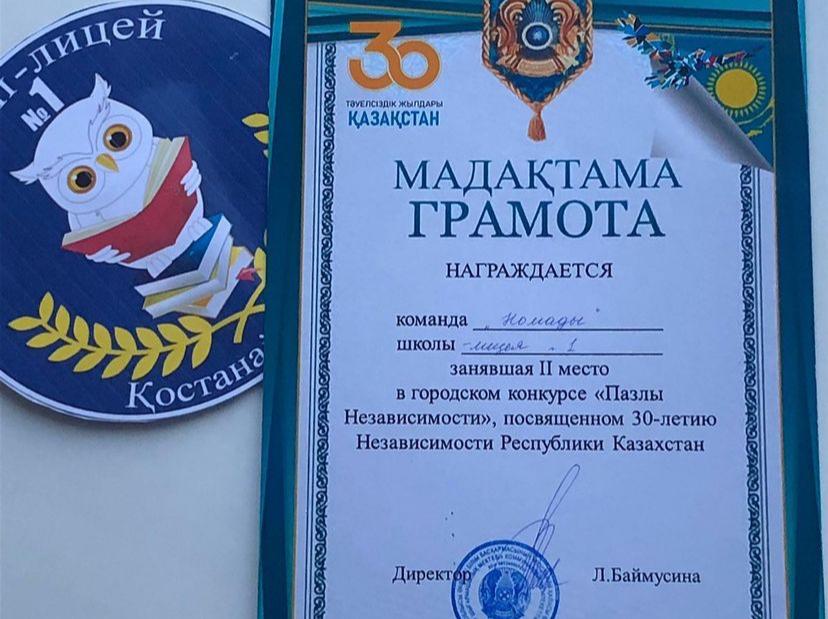 -лицей
№1
Қостана
30
ТӘУЕЛСІЗДІК ЖЫЛДАРЫ
ҚАЗАҚСТАН
МАДАҚТАМА
ГРАМОТА
НАГРАЖДАЕТСЯ
команда „Номады"
школы -лицея 1
занявшая II место
в городском конкурсе «Пазлы
Независимости», посвященном 30-летию
Независимости Республики Казахстан
Директор Л.Баймусина